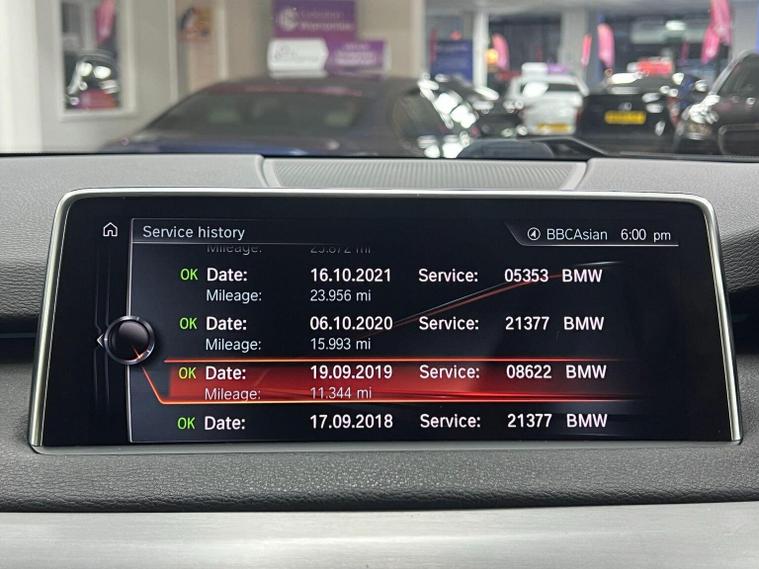 Service history
BBCAsian 6:00 pm
Mileage:
OK Date: 16.10.2021 Service: 05353 BMW
Mileage: 23.956 mi
OK Date: 06.10.2020 Service: 21377 BMW
Mileage: 15.993 mi
OK Date: 19.09.2019 Service: 08622 BMW
Mileage: 11.344 mi
OK Date: 17.09.2018 Service: 21377 BMW